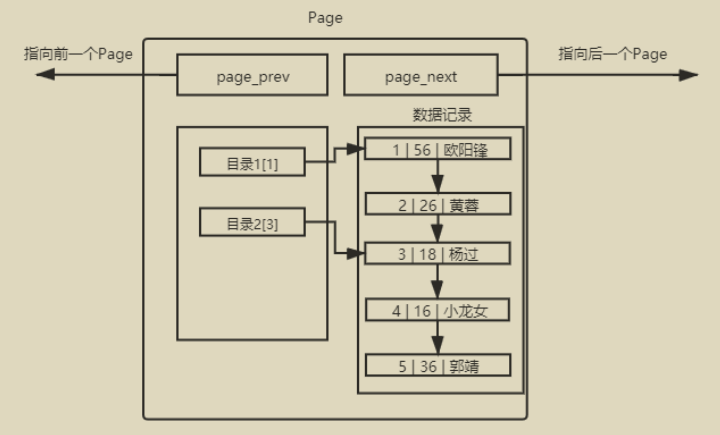 Page
指向前一个Page
指向后一个Page
page_prev
page_next
数据记录
目录1[1]
目录2[3]
1 | 56 | 欧阳锋
2 | 26 | 黄蓉
3 | 18 | 杨过
4 | 16 | 小龙女
5 | 36 | 郭靖